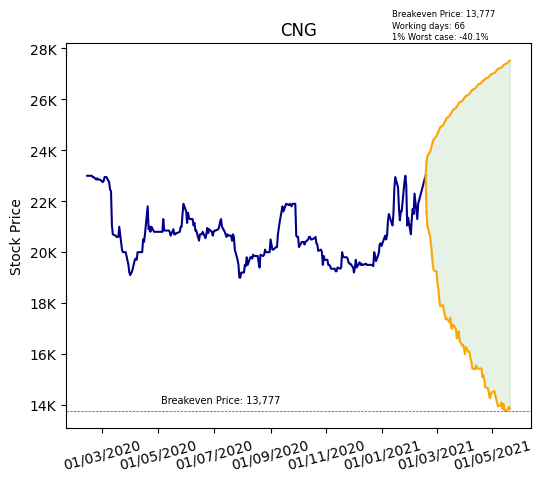 Breakeven Price: 13,777
Working days: 66
1% Worst case: -40.1%
CNG
28K
26K
24K
22K
20K
18K
16K
14K
Stock Price
Breakeven Price: 13,777
01/03/2020
01/05/2020
01/07/2020
01/09/2020
01/11/2020
01/01/2021
01/03/2021
01/05/2021